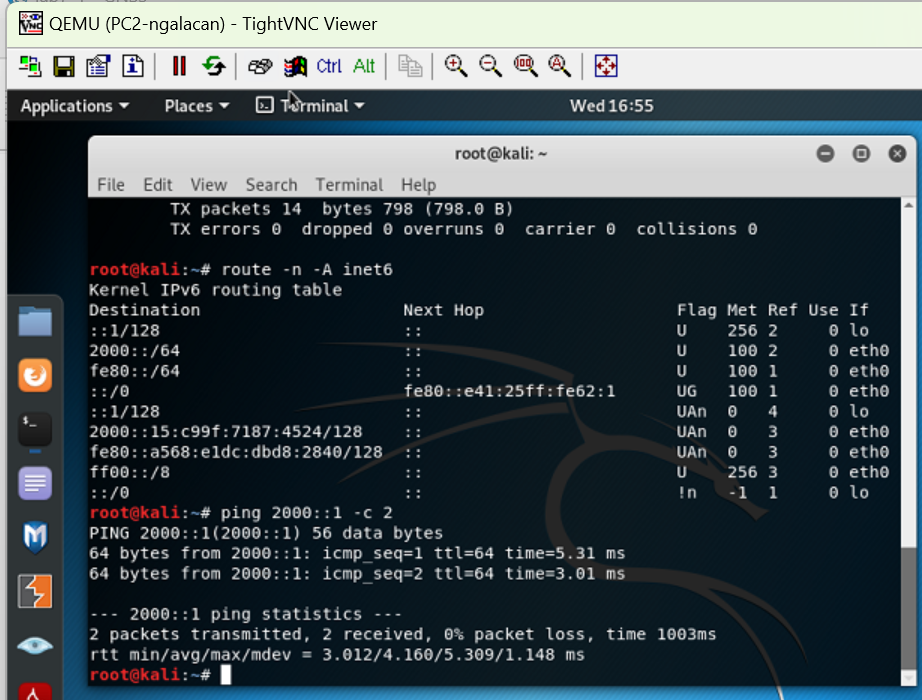 QEMU (PC2-ngalacan) - TightVNC Viewer
Ctrl Alt
Applications Places Terminal Wed 16:55
root@kali: ~
File Edit View Search Terminal Help
TX packets 14  bytes 798 (798.0 B)
TX errors 0  dropped 0 overruns 0  carrier 0  collisions 0
root@kali:~# route -n -A inet6
Kernel IPv6 routing table
Destination Next Hop Flag Met Ref Use If
::1/128 :: U 256 2 0 lo
2000::/64 :: U 100 2 0 eth0
fe80::/64 :: U 100 1 0 eth0
::/0 fe80::e41:25ff:fe62:1 UG 100 1 0 eth0
::1/128 :: UAn 0 4 0 lo
2000::15:c99f:7187:4524/128 :: UAn 0 3 0 eth0
fe80::a568:e1dc:dbd8:2840/128 :: UAn 0 3 0 eth0
ff00::/8 :: U 256 3 0 eth0
::/0 :: !n -1 1 0 lo
root@kali:~# ping 2000::1 -c 2
PING 2000::1(2000::1) 56 data bytes
64 bytes from 2000::1: icmp_seq=1 ttl=64 time=5.31 ms
64 bytes from 2000::1: icmp_seq=2 ttl=64 time=3.01 ms
--- 2000::1 ping statistics ---
2 packets transmitted, 2 received, 0% packet loss, time 1003ms
rtt min/avg/max/mdev = 3.012/4.160/5.309/1.148 ms
root@kali:~#